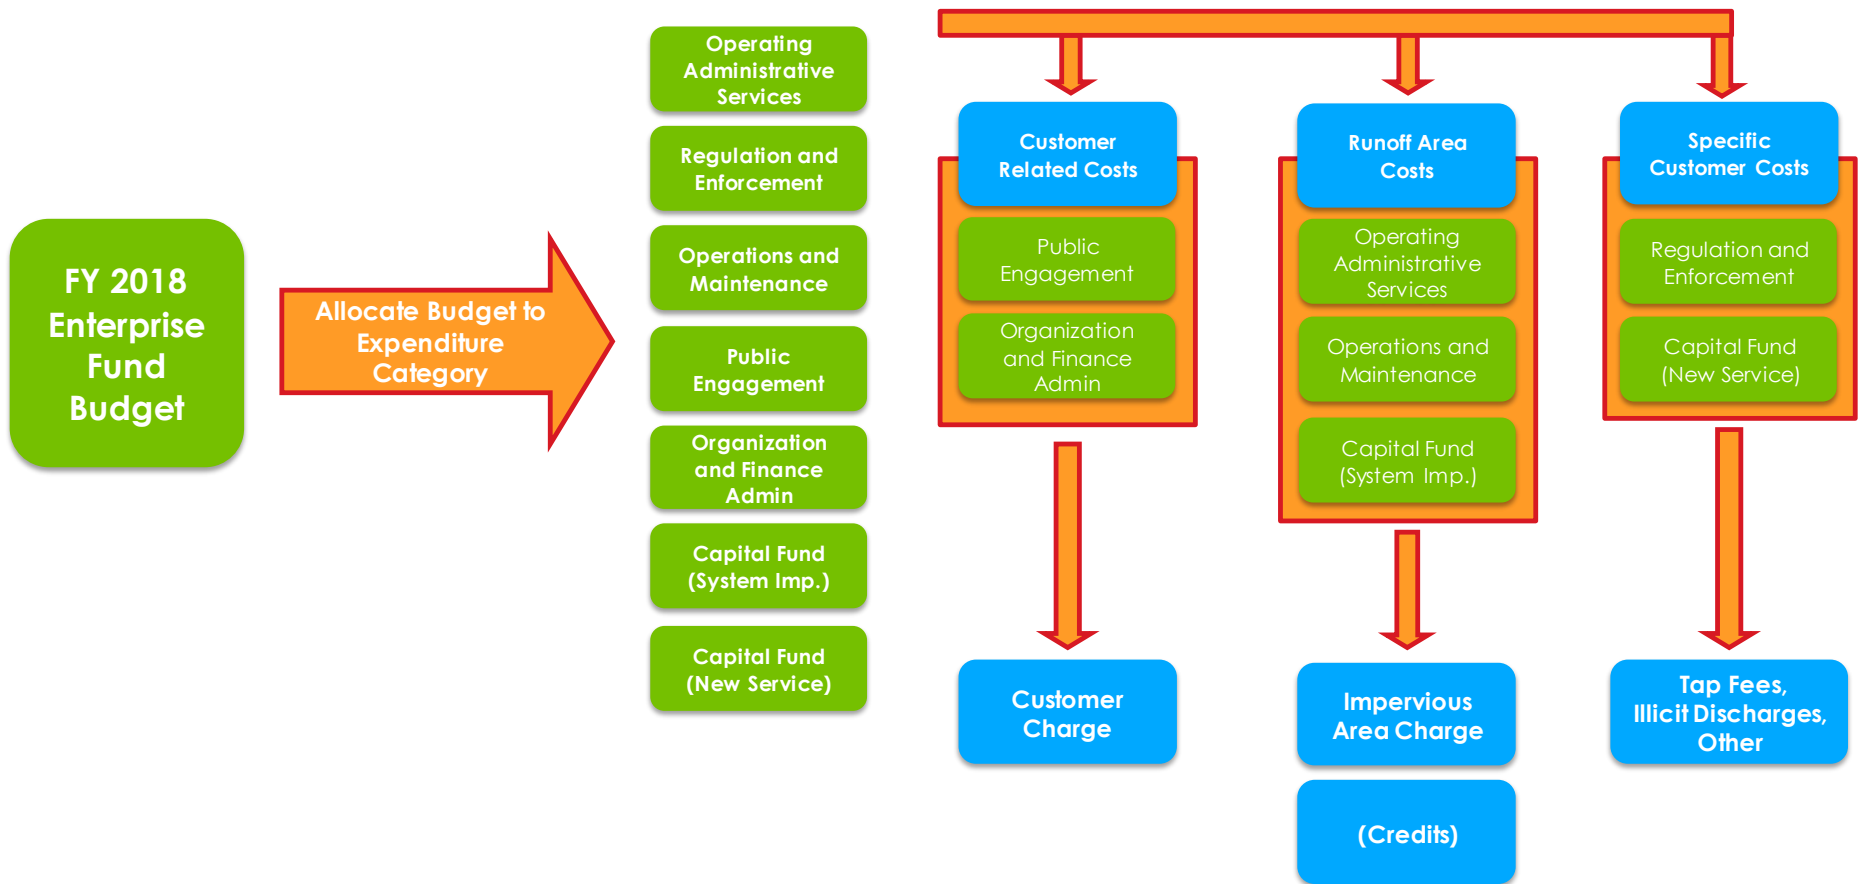 FY 2018
Enterprise
Fund
Budget
Allocate Budget to
Expenditure
Category
Operating
Administrative
Services
Regulation and
Enforcement
Operations and
Maintenance
Public
Engagement
Organization
and Finance
Admin
Capital Fund
(System Imp.)
Capital Fund
(New Service)
Customer
Related Costs
Public
Engagement
Organization
and Finance
Admin
Customer
Charge
Runoff Area
Costs
Operating
Administrative
Services
Operations and
Maintenance
Capital Fund
(System Imp.)
Impervious
Area Charge
(Credits)
Specific
Customer Costs
Regulation and
Enforcement
Capital Fund
(New Service)
Tap Fees,
Illicit Discharges,
Other